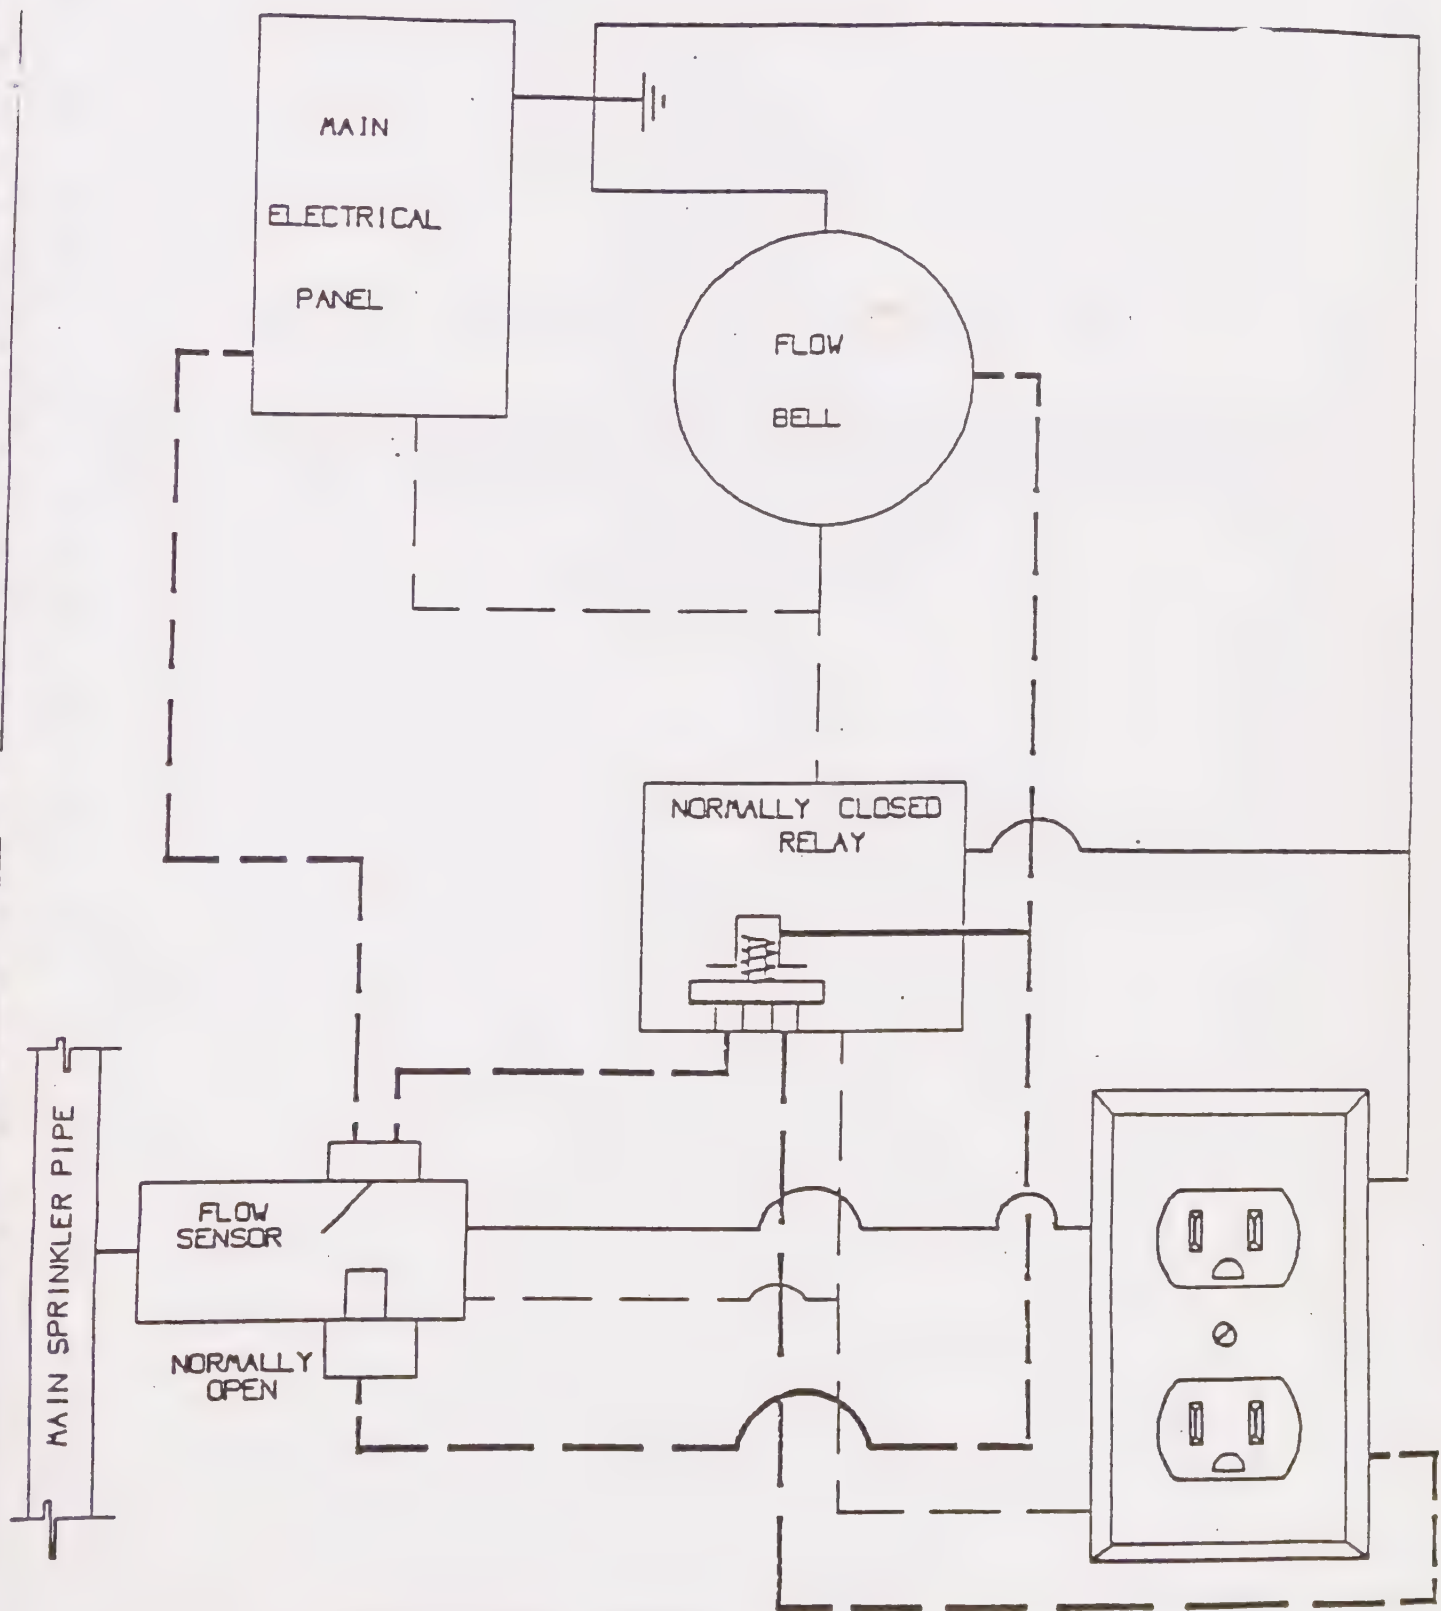 MAIN
ELECTRICAL
PANEL
FLOW
BELL
NORMALLY CLOSED
RELAY
MAIN SPRINKLER PIPE
FLOW
SENSOR
NORMALLY
OPEN